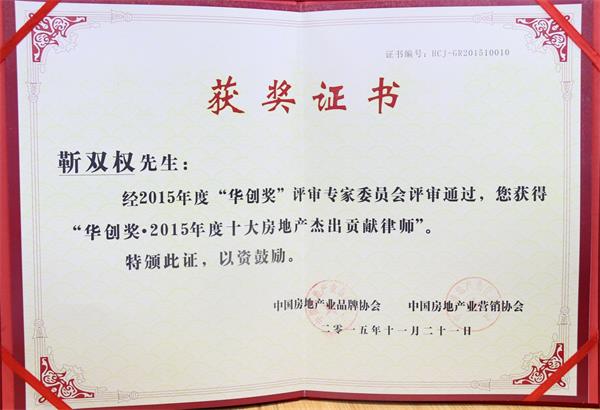 证书编号：HCJ-GR201510010
获奖证书
靳双权先生：
经2015年度“华创奖”评审专家委员会评审通过，您获得
“华创奖·2015年度十大房地产杰出贡献律师”。
特颁此证，以资鼓励。
中国房地产业品牌协会 中国房地产业营销协会
二零一五年十一月二十一日